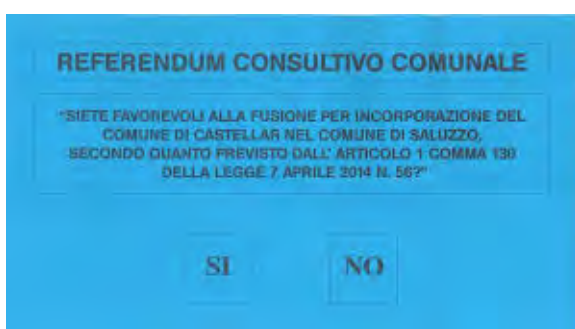 REFERENDUM CONSULTIVO COMUNALE
"SIETE FAVOREVOLI ALLA FUSIONE PER INCORPORAZIONE DEL
COMUNE DI CASTELLAR NEL COMUNE DI SALUZZO,
SECONDO QUANTO PREVISTO DALL' ARTICOLO 1 COMMA 130
DELLA LEGGE 7 APRILE 2014 N. 56?"
SI NO